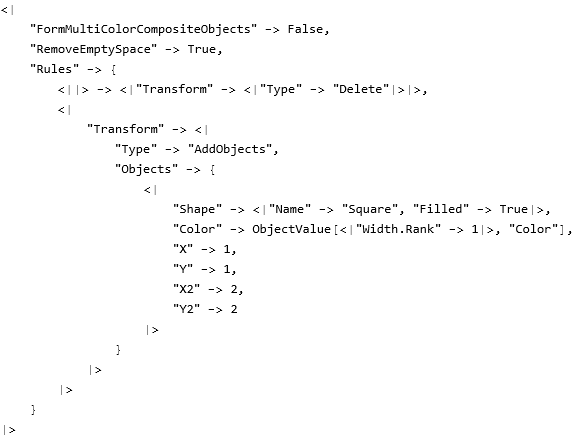 <|
"FormMultiColorCompositeObjects" -> False,
"RemoveEmptySpace" -> True,
"Rules" -> {
<||> -> <|"Transform" -> <|"Type" -> "Delete"|>|>,
<|
"Transform" -> <|
"Type" -> "AddObjects",
"Objects" -> {
<|
"Shape" -> <|"Name" -> "Square", "Filled" -> True|>,
"Color" -> ObjectValue[<|"Width.Rank" -> 1|>, "Color"],
"X" -> 1,
"Y" -> 1,
"X2" -> 2,
"Y2" -> 2
|>
}
|>
|>
}
|>